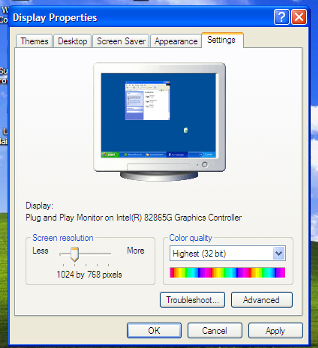 Display Properties
Themes Desktop Screen Saver Appearance Settings
Display:
Plug and Play Monitor on Intel(R) 82865G Graphics Controller
Screen resolution
Less More
1024 by 768 pixels
Color quality
Highest (32 bit)
Troubleshoot... Advanced
OK Cancel Apply